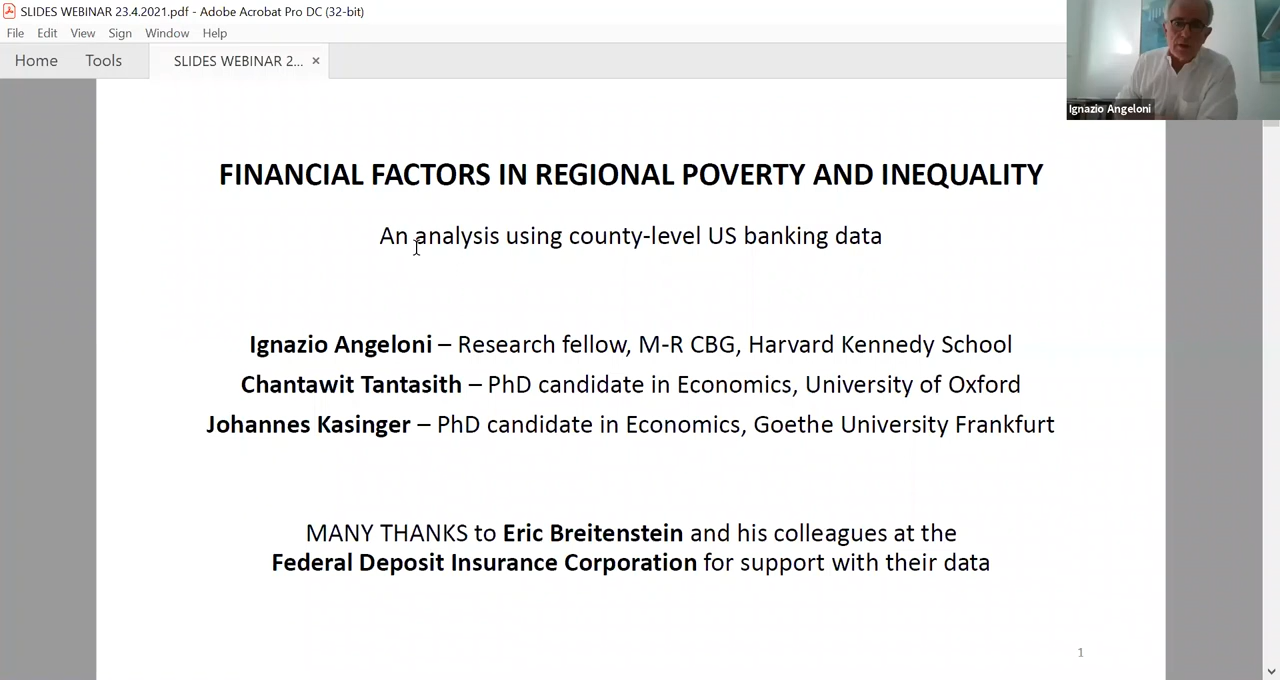 SLIDES WEBINAR 23.4.2021.pdf - Adobe Acrobat Pro DC (32-bit)
File Edit View Sign Window Help
Home Tools SLIDES WEBINAR 2... ×
Ignazio Angeloni
FINANCIAL FACTORS IN REGIONAL POVERTY AND INEQUALITY
An analysis using county-level US banking data
Ignazio Angeloni – Research fellow, M-R CBG, Harvard Kennedy School
Chantawit Tantasith – PhD candidate in Economics, University of Oxford
Johannes Kasinger – PhD candidate in Economics, Goethe University Frankfurt
MANY THANKS to Eric Breitenstein and his colleagues at the
Federal Deposit Insurance Corporation for support with their data
1